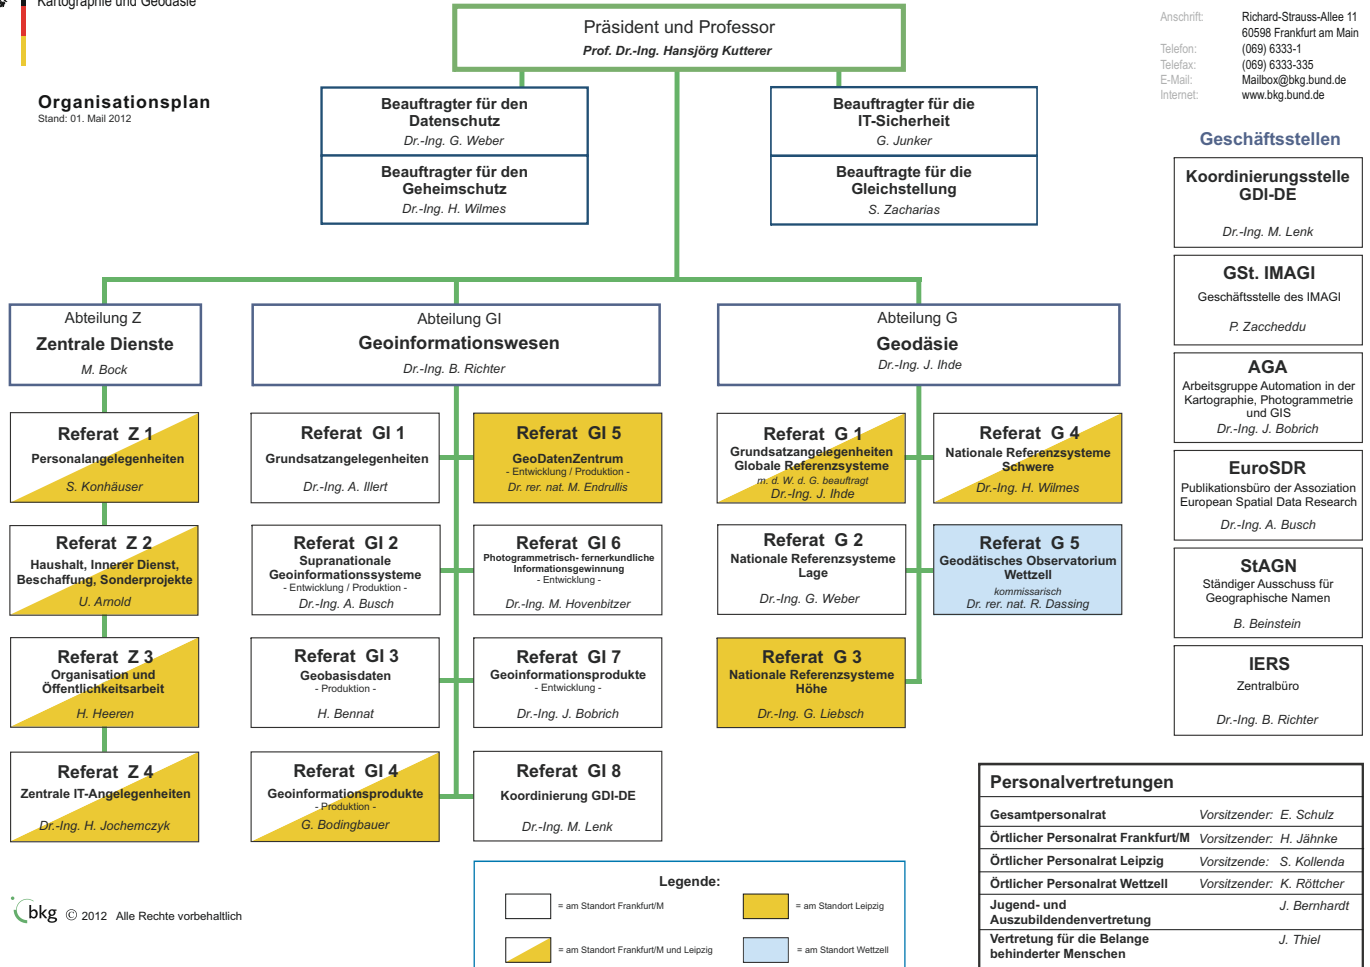 Kartographie und Geodäsie
Organisationsplan
Stand: 01. Mail 2012
Präsident und Professor
Prof. Dr.-Ing. Hansjörg Kutterer
Anschrift: Richard-Strauss-Allee 11
60598 Frankfurt am Main
Telefon: (069) 6333-1
Telefax: (069) 6333-335
E-Mail: Mailbox@bkg.bund.de
Internet: www.bkg.bund.de
Beauftragter für den
Datenschutz
Dr.-Ing. G. Weber
Beauftragter für den
Geheimschutz
Dr.-Ing. H. Wilmes
Beauftragter für die
IT-Sicherheit
G. Junker
Beauftragte für die
Gleichstellung
S. Zacharias
Geschäftsstellen
Koordinierungsstelle
GDI-DE
Dr.-Ing. M. Lenk
GSt. IMAGI
Geschäftsstelle des IMAGI
P. Zaccheddu
AGA
Arbeitsgruppe Automation in der
Kartographie, Photogrammetrie
und GIS
Dr.-Ing. J. Bobrich
EuroSDR
Publikationsbüro der Assoziation
European Spatial Data Research
Dr.-Ing. A. Busch
StAGN
Ständiger Ausschuss für
Geographische Namen
B. Beinstein
IERS
Zentralbüro
Dr.-Ing. B. Richter
Abteilung Z
Zentrale Dienste
M. Bock
Referat Z 1
Personalangelegenheiten
S. Konhäuser
Referat Z 2
Haushalt, Innerer Dienst,
Beschaffung, Sonderprojekte
U. Arnold
Referat Z 3
Organisation und
Öffentlichkeitsarbeit
H. Heeren
Referat Z 4
Zentrale IT-Angelegenheiten
Dr.-Ing. H. Jochemczyk
Abteilung GI
Geoinformationswesen
Dr.-Ing. B. Richter
Referat GI 1
Grundsatzangelegenheiten
Dr.-Ing. A. Illert
Referat GI 2
Supranationale
Geoinformationssysteme
- Entwicklung / Produktion -
Dr.-Ing. A. Busch
Referat GI 3
Geobasisdaten
- Produktion -
H. Bennat
Referat GI 4
Geoinformationsprodukte
- Produktion -
G. Bodingbauer
Referat GI 5
GeoDatenZentrum
- Entwicklung / Produktion -
Dr. rer. nat. M. Endrullis
Referat GI 6
Photogrammetrisch- fernerkundliche
Informationsgewinnung
- Entwicklung -
Dr.-Ing. M. Hovenbitzer
Referat GI 7
Geoinformationsprodukte
- Entwicklung -
Dr.-Ing. J. Bobrich
Referat GI 8
Koordinierung GDI-DE
Dr.-Ing. M. Lenk
Abteilung G
Geodäsie
Dr.-Ing. J. Ihde
Referat G 1
Grundsatzangelegenheiten
Globale Referenzsysteme
m. d. W. d. G. beauftragt
Dr.-Ing. J. Ihde
Referat G 2
Nationale Referenzsysteme
Lage
Dr.-Ing. G. Weber
Referat G 3
Nationale Referenzsysteme
Höhe
Dr.-Ing. G. Liebsch
Referat G 4
Nationale Referenzsysteme
Schwere
Dr.-Ing. H. Wilmes
Referat G 5
Geodätisches Observatorium
Wettzell
kommissarisch
Dr. rer. nat. R. Dassing
Personalvertretungen
Gesamtpersonalrat Vorsitzender: E. Schulz
Örtlicher Personalrat Frankfurt/M Vorsitzender: H. Jähnke
Örtlicher Personalrat Leipzig Vorsitzende: S. Kollenda
Örtlicher Personalrat Wettzell Vorsitzender: K. Röttcher
Jugend- und
Auszubildendenvertretung J. Bernhardt
Vertretung für die Belange
behinderter Menschen J. Thiel
Legende:
= am Standort Frankfurt/M
= am Standort Leipzig
= am Standort Frankfurt/M und Leipzig
= am Standort Wettzell
bkg © 2012 Alle Rechte vorbehaltlich